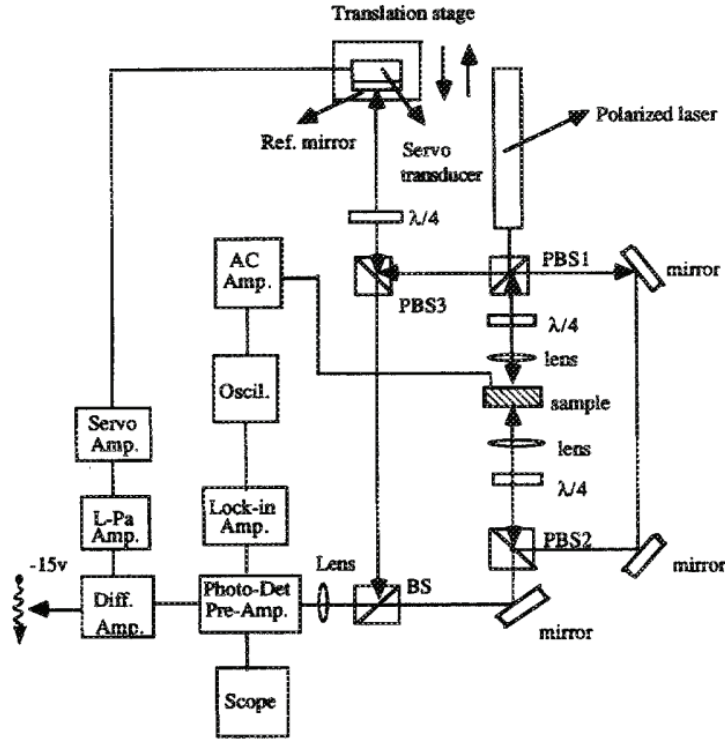 Translation stage
Polarized laser
Ref. mirror
Servo
transducer
λ/4
AC
Amp.
PBS1
mirror
PBS3
λ/4
lens
Oscil.
sample
Servo
Amp.
lens
λ/4
L-Pa
Amp.
Lock-in
Amp.
PBS2
-15v
Lens
BS
mirror
Diff.
Amp.
Photo-Det
Pre-Amp.
mirror
Scope